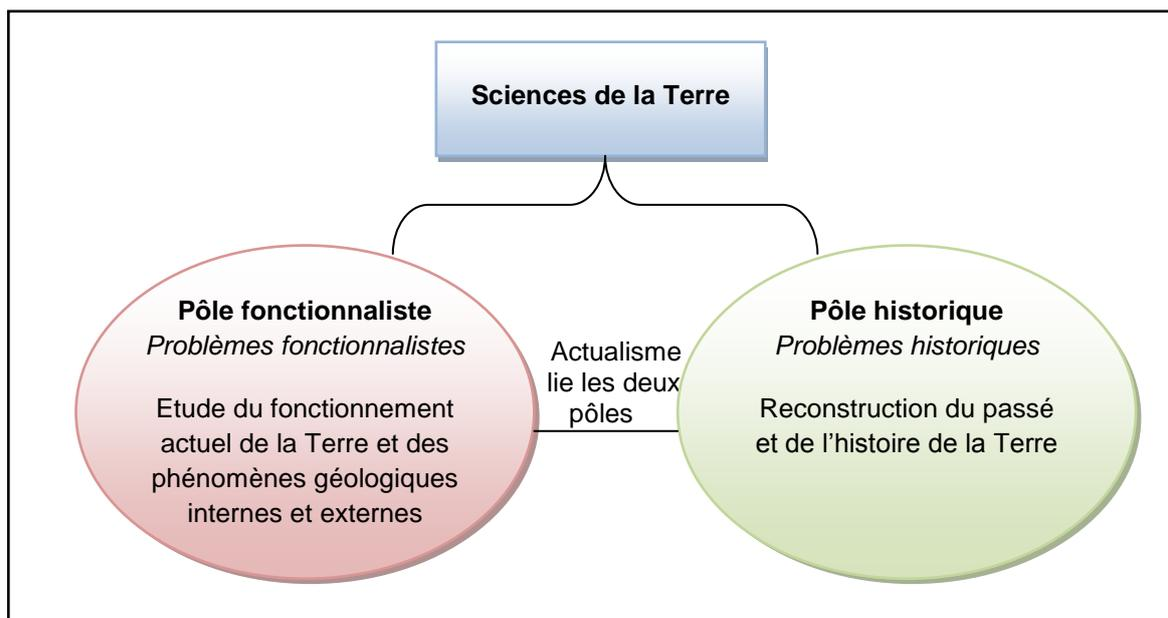 Sciences de la Terre
Pôle fonctionnaliste
Problèmes fonctionnalistes
Etude du fonctionnement
actuel de la Terre et des
phénomènes géologiques
internes et externes
Actualisme
lie les deux
pôles
Pôle historique
Problèmes historiques
Reconstruction du passé
et de l’histoire de la Terre